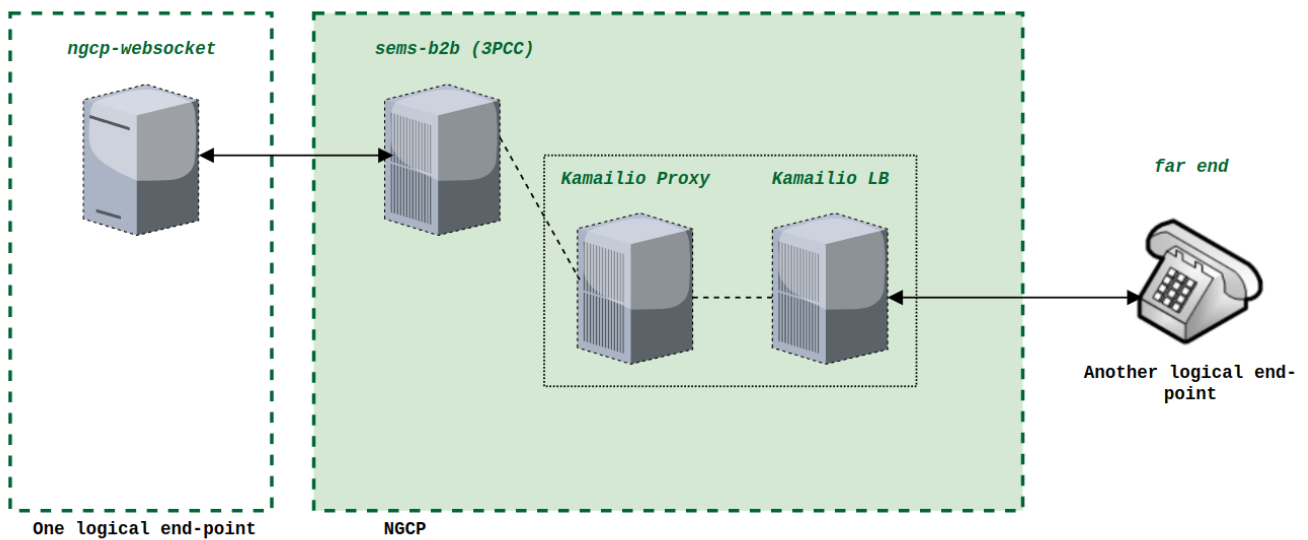 ngcp-websocket
sems-b2b (3PCC)
Kamailio Proxy
Kamailio LB
far end
Another logical end-
point
One logical end-point
NGCP